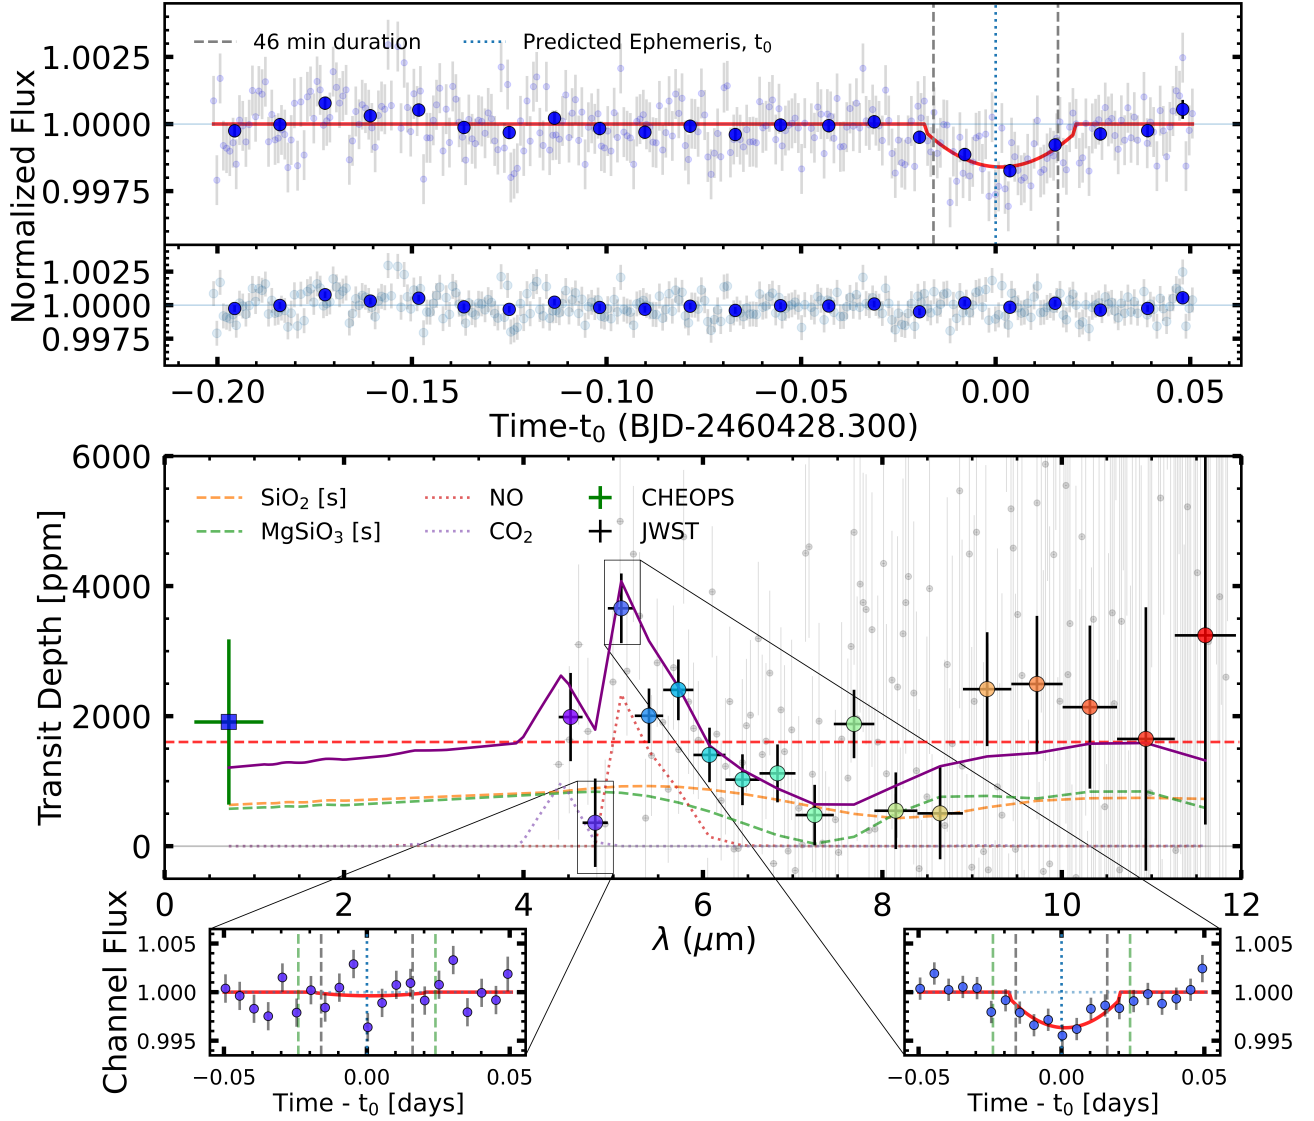 46 min duration
Predicted Ephemeris, t₀
1.0025
1.0000
0.9975
Normalized Flux
1.0025
1.0000
0.9975
−0.20
−0.15
−0.10
−0.05
0.00
0.05
Time-t₀ (BJD-2460428.300)
6000
4000
2000
0
Transit Depth [ppm]
SiO₂ [s]
MgSiO₃ [s]
NO
CO₂
CHEOPS
JWST
0
2
4
6
8
10
12
λ (μm)
Channel Flux
1.005
1.000
0.995
−0.05
0.00
0.05
Time - t₀ [days]
1.005
1.000
0.995
−0.05
0.00
0.05
Time - t₀ [days]